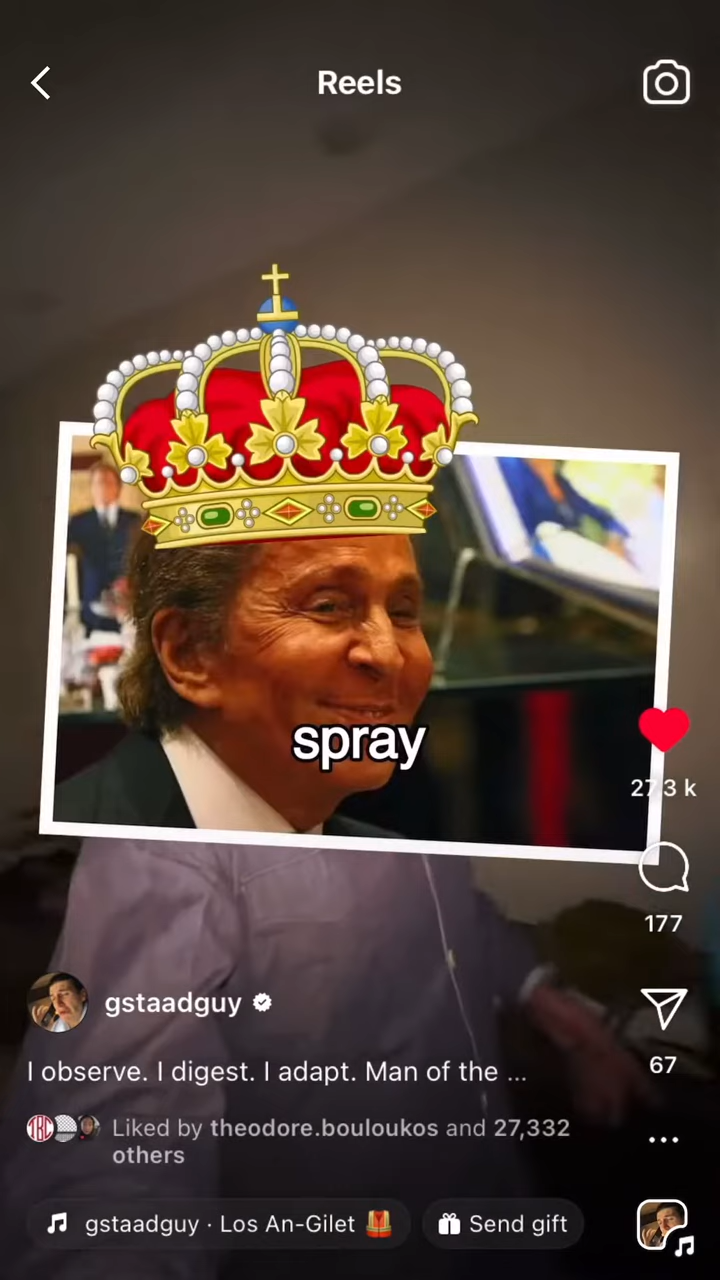 Reels
spray
27.3 k
177
gstaadguy
67
I observe. I digest. I adapt. Man of the ...
Liked by theodore.bouloukos and 27,332
others
gstaadguy · Los An-Gilet
Send gift